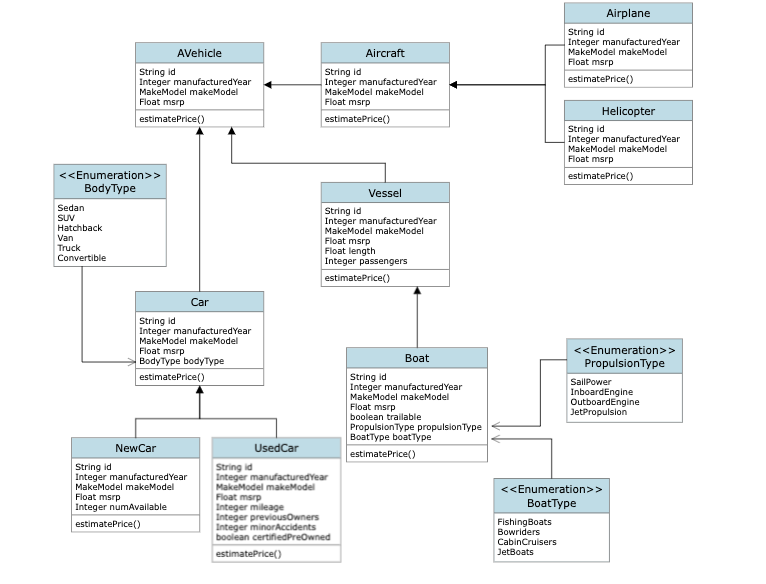 Airplane
String id
Integer manufacturedYear
MakeModel makeModel
Float msrp
estimatePrice()
AVehicle
String id
Integer manufacturedYear
MakeModel makeModel
Float msrp
estimatePrice()
Aircraft
String id
Integer manufacturedYear
MakeModel makeModel
Float msrp
estimatePrice()
Helicopter
String id
Integer manufacturedYear
MakeModel makeModel
Float msrp
estimatePrice()
<<Enumeration>>
BodyType
Sedan
SUV
Hatchback
Van
Truck
Convertible
Vessel
String id
Integer manufacturedYear
MakeModel makeModel
Float msrp
Float length
Integer passengers
estimatePrice()
Car
String id
Integer manufacturedYear
MakeModel makeModel
Float msrp
BodyType bodyType
estimatePrice()
Boat
String id
Integer manufacturedYear
MakeModel makeModel
Float msrp
boolean trailable
PropulsionType propulsionType
BoatType boatType
estimatePrice()
<<Enumeration>>
PropulsionType
SailPower
InboardEngine
OutboardEngine
JetPropulsion
NewCar
String id
Integer manufacturedYear
MakeModel makeModel
Float msrp
Integer numAvailable
estimatePrice()
UsedCar
String id
Integer manufacturedYear
MakeModel makeModel
Float msrp
Integer mileage
Integer previousOwners
Integer minorAccidents
boolean certifiedPreOwned
estimatePrice()
<<Enumeration>>
BoatType
FishingBoats
Bowriders
CabinCruisers
JetBoats